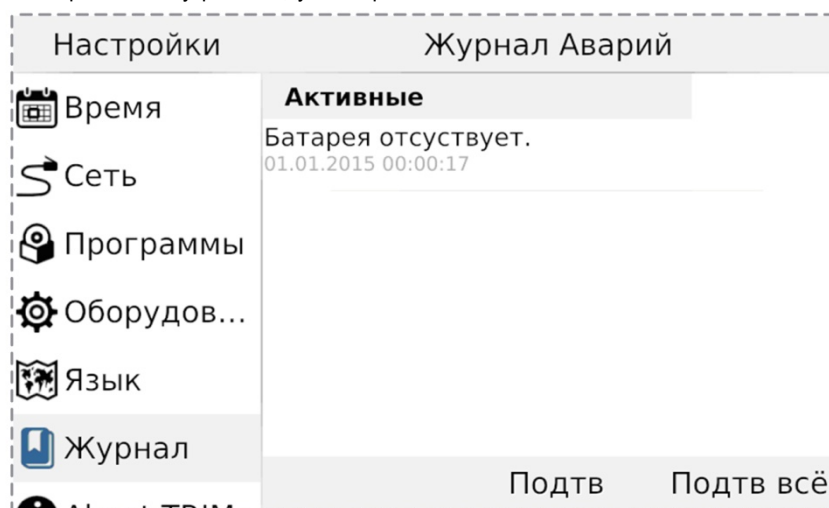 Настройки
Журнал Аварий
Время
Сеть
Программы
Оборудов...
Язык
Журнал
Активные
Батарея отсуствует.
01.01.2015 00:00:17
Подтв
Подтв всё